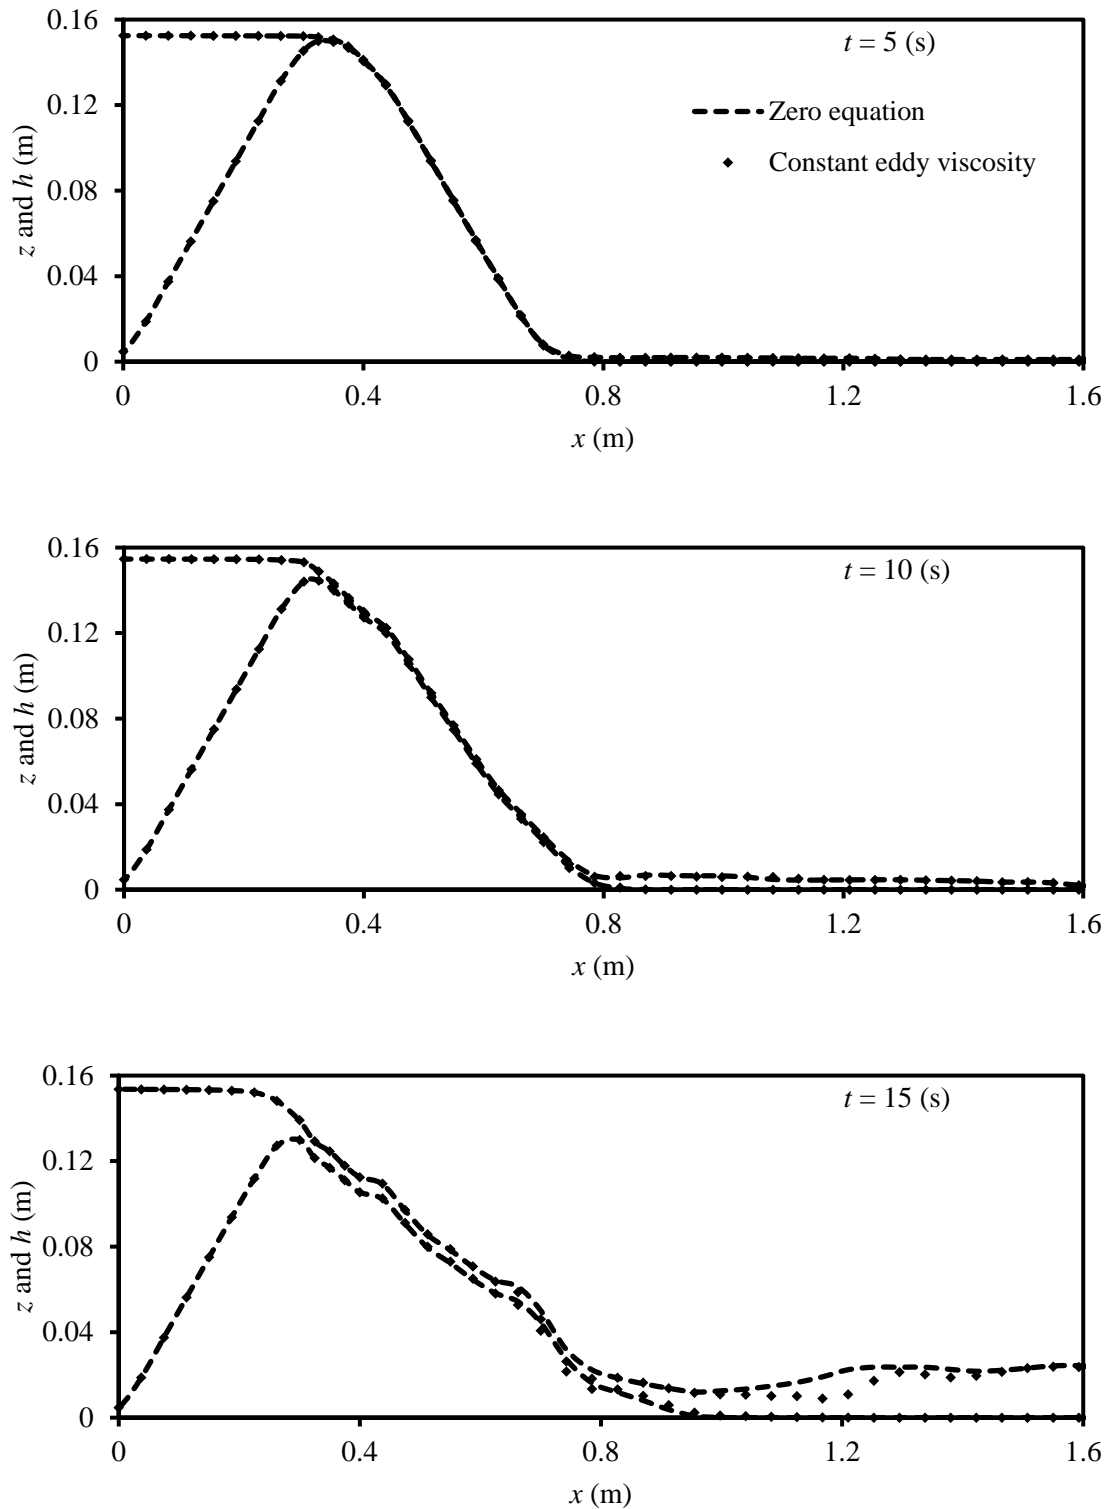 0.16
t = 5 (s)
0.12
Zero equation
Constant eddy viscosity
0.08
z and h (m)
0.04
0
0 0.4 0.8 1.2 1.6
x (m)
0.16
t = 10 (s)
0.12
0.08
z and h (m)
0.04
0
0 0.4 0.8 1.2 1.6
x (m)
0.16
t = 15 (s)
0.12
0.08
z and h (m)
0.04
0
0 0.4 0.8 1.2 1.6
x (m)